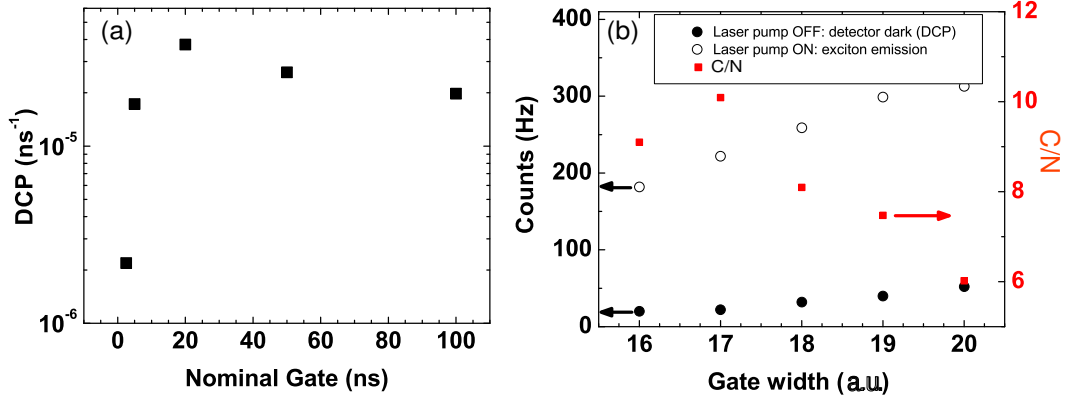 (a)
DCP (ns⁻¹)
10⁻⁵
10⁻⁶
0 20 40 60 80 100
Nominal Gate (ns)
(b)
Laser pump OFF: detector dark (DCP)
Laser pump ON: exciton emission
C/N
Counts (Hz)
400
300
200
100
0
16 17 18 19 20
Gate width (a.u.)
12
10
8
6
C/N